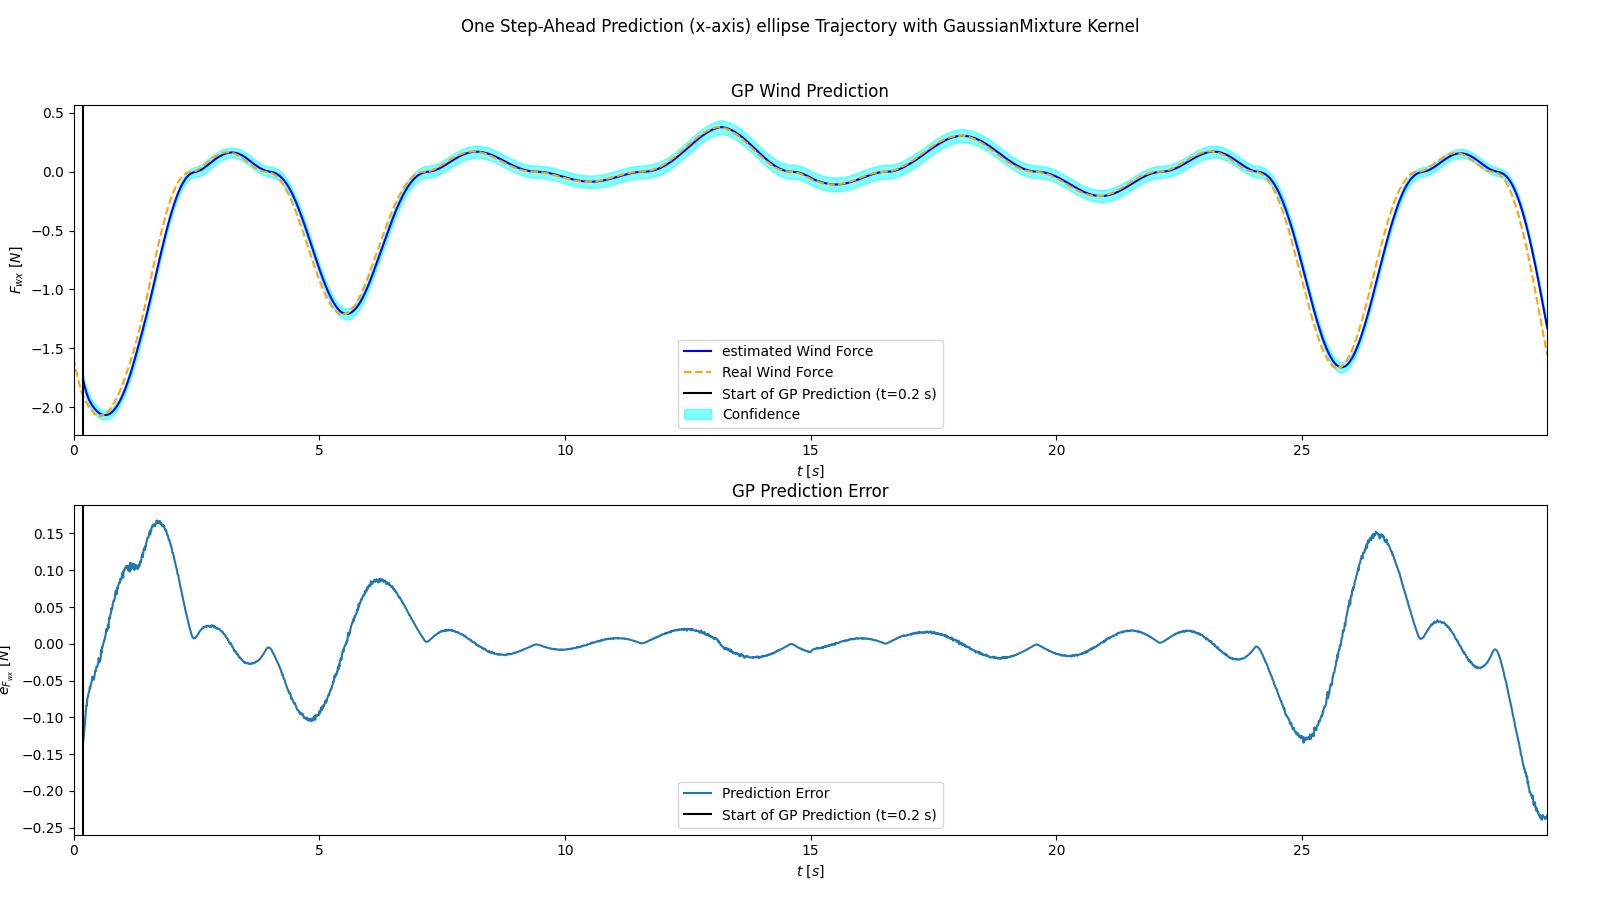 One Step-Ahead Prediction (x-axis) ellipse Trajectory with GaussianMixture Kernel
GP Wind Prediction
0.5
0.0
−0.5
−1.0
−1.5
−2.0
F_wx [N]
estimated Wind Force
Real Wind Force
Start of GP Prediction (t=0.2 s)
Confidence
0 5 10 15 20 25
t [s]
GP Prediction Error
0.15
0.10
0.05
0.00
−0.05
−0.10
−0.15
−0.20
−0.25
e_F_wx [N]
Prediction Error
Start of GP Prediction (t=0.2 s)
0 5 10 15 20 25
t [s]